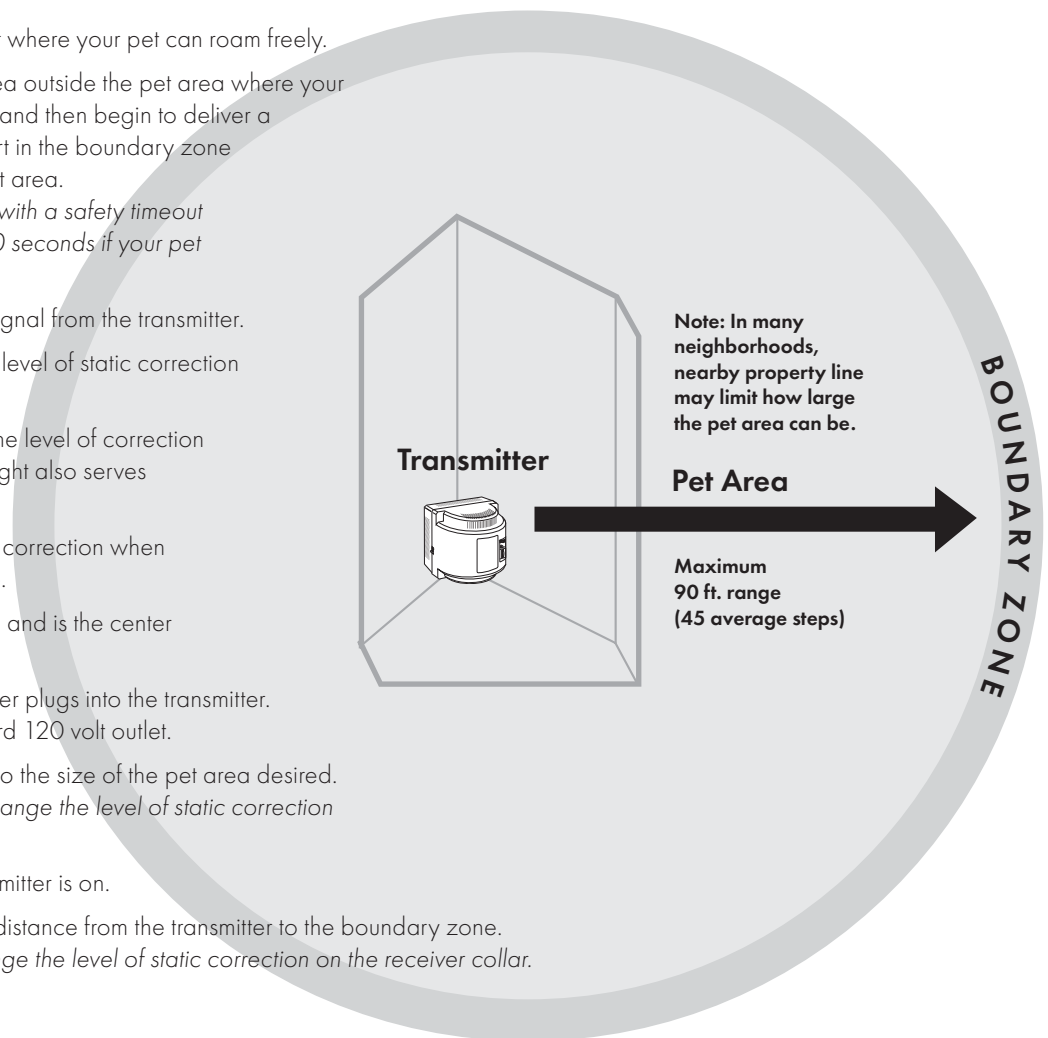 where your pet can roam freely.
ea outside the pet area where your
and then begin to deliver a
rt in the boundary zone
t area.
with a safety timeout
0 seconds if your pet
gnal from the transmitter.
level of static correction
he level of correction
ght also serves
correction when
.
and is the center
er plugs into the transmitter.
rd 120 volt outlet.
o the size of the pet area desired.
ange the level of static correction
mitter is on.
distance from the transmitter to the boundary zone.
ge the level of static correction on the receiver collar.
Transmitter
Note: In many
neighborhoods,
nearby property line
may limit how large
the pet area can be.
Pet Area
Maximum
90 ft. range
(45 average steps)
BOUNDARY ZONE